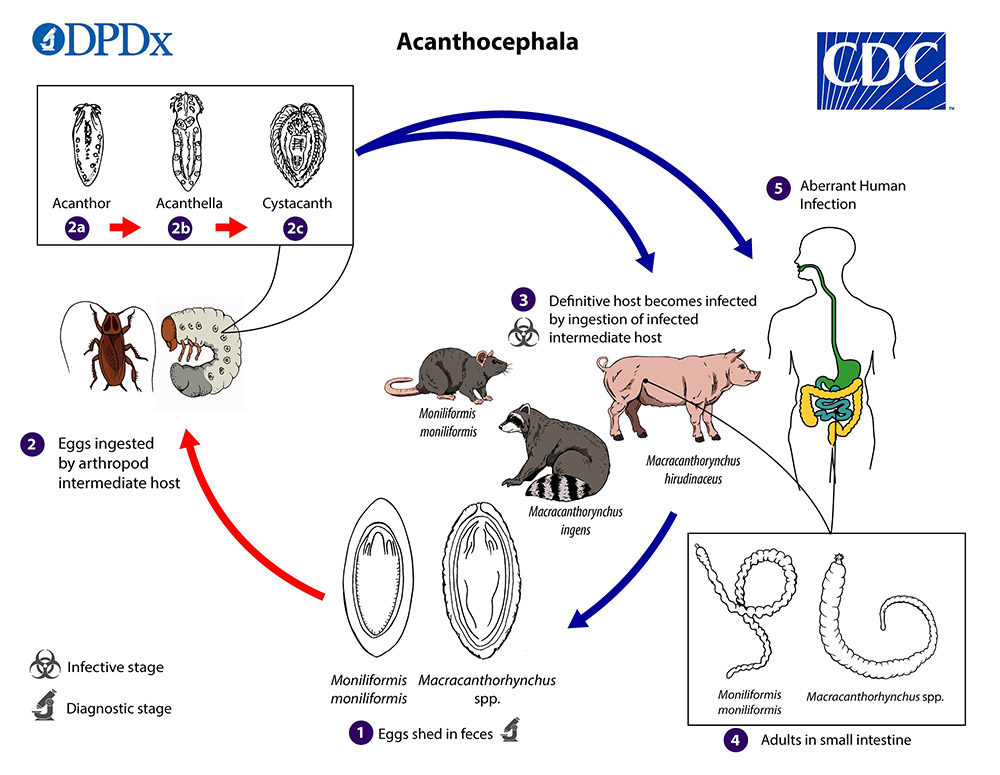 DPDx
Acanthocephala
CDC
TM
Acanthor
Acanthella
Cystacanth
2a
2b
2c
5 Aberrant Human
Infection
3 Definitive host becomes infected
by ingestion of infected
intermediate host
Moniliformis
moniliformis
Macracanthorynchus
hirudinaceus
Macracanthorynchus
ingens
2 Eggs ingested
by arthropod
intermediate host
Infective stage
Diagnostic stage
Moniliformis
moniliformis
Macracanthorhynchus
spp.
1 Eggs shed in feces
Moniliformis
moniliformis
Macracanthorhynchus spp.
4 Adults in small intestine